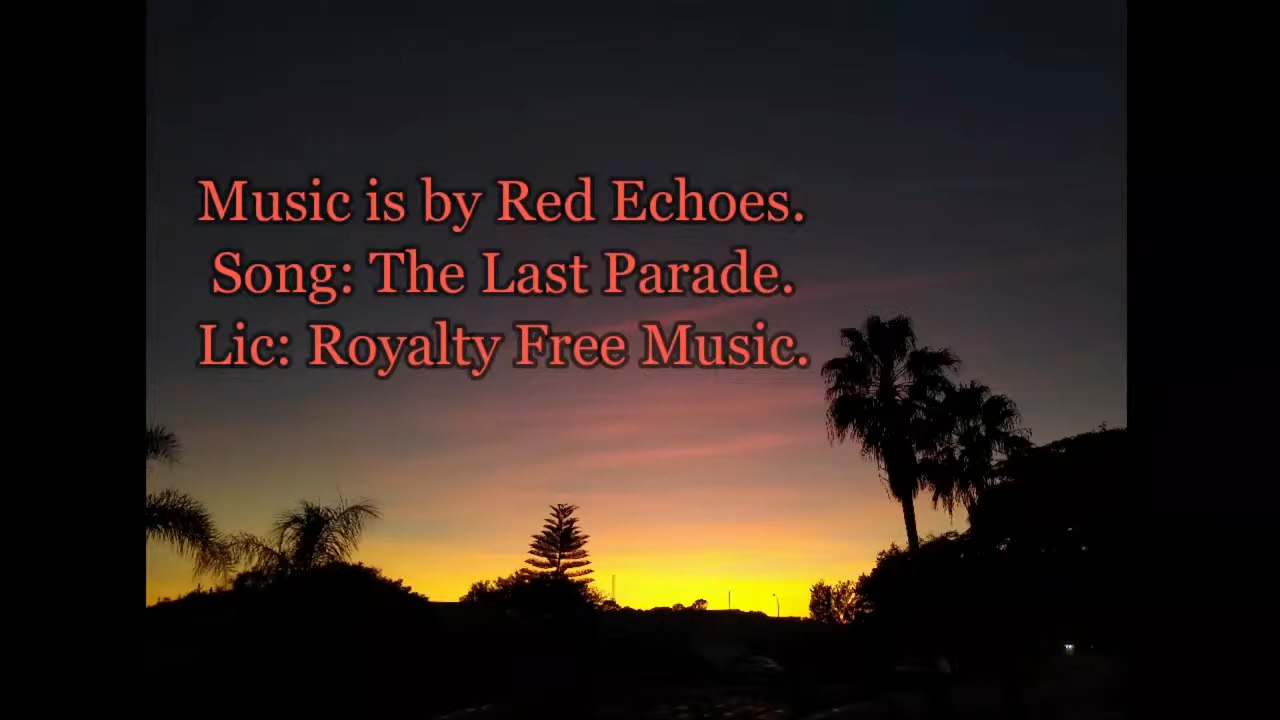 Music is by Red Echoes.
Song: The Last Parade.
Lic: Royalty Free Music.